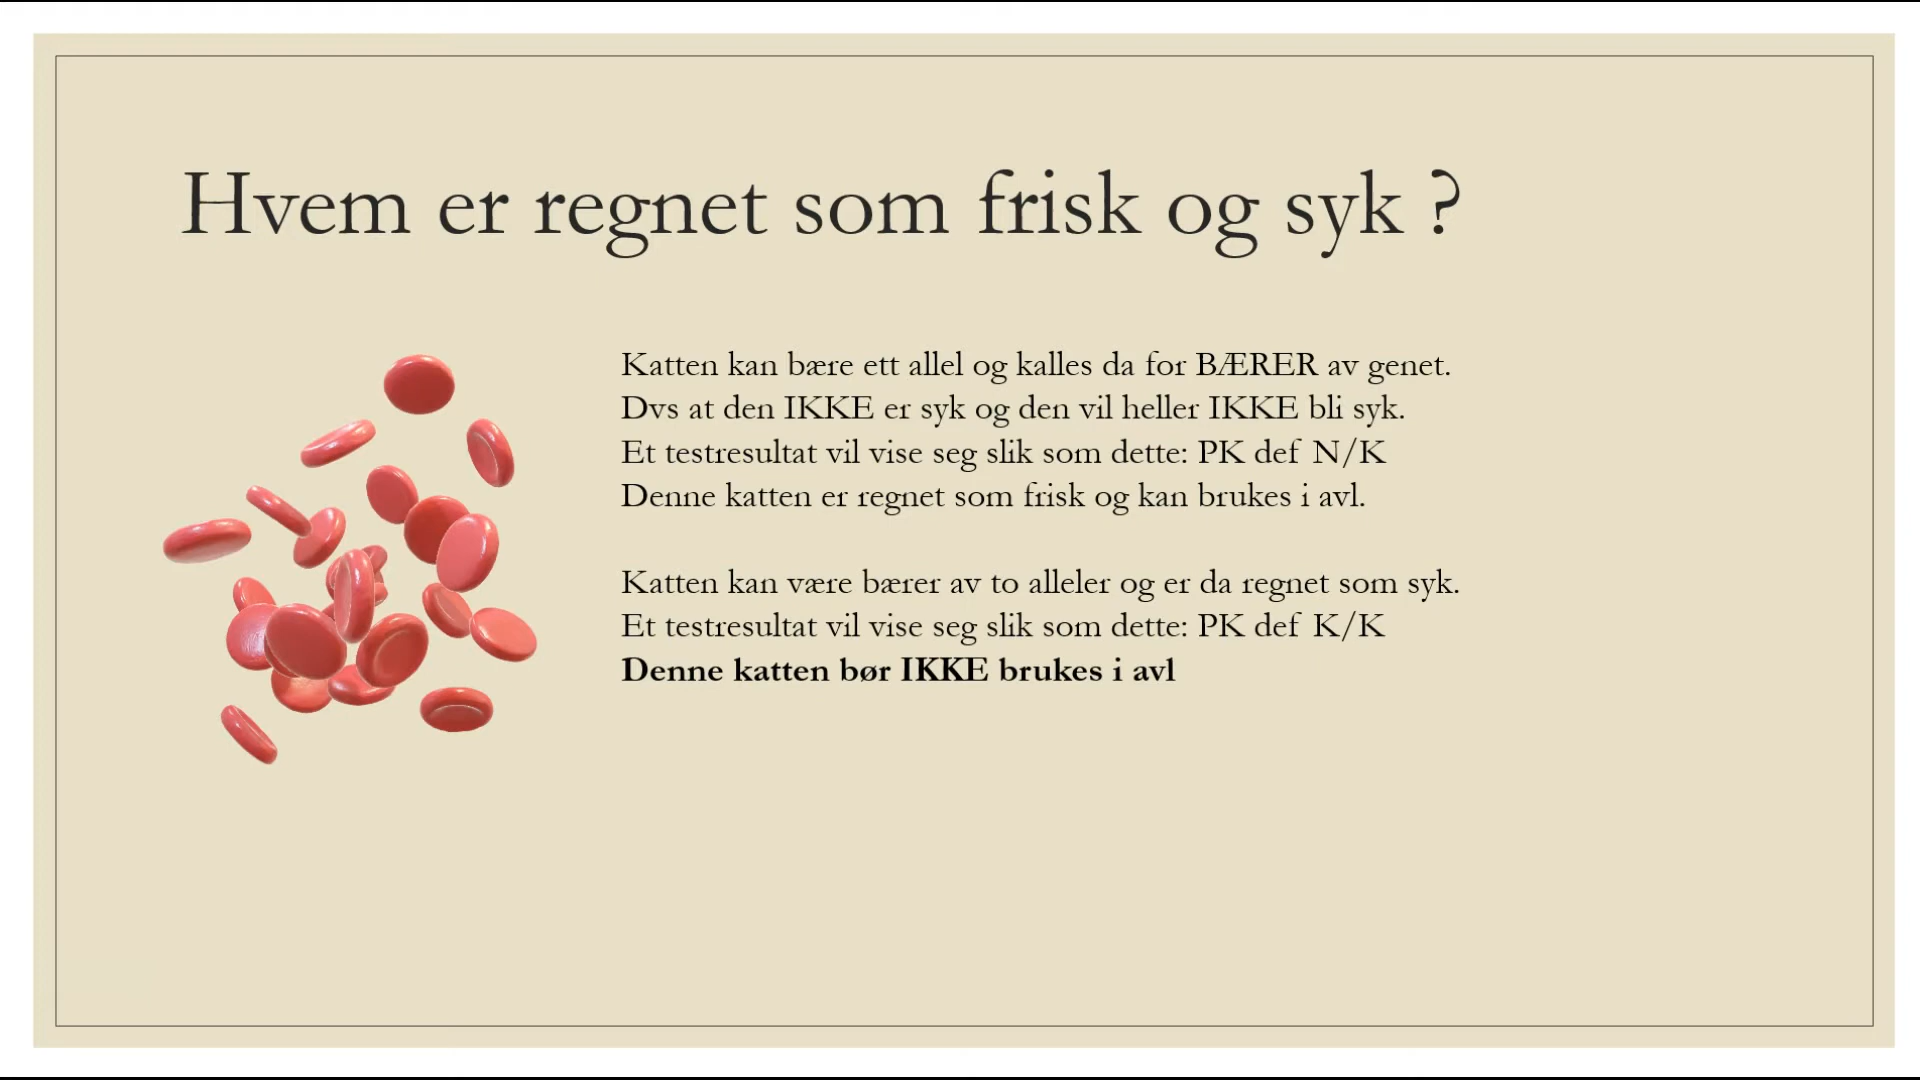 Hvem er regnet som frisk og syk ?
Katten kan bære ett allel og kalles da for BÆRER av genet.
Dvs at den IKKE er syk og den vil heller IKKE bli syk.
Et testresultat vil vise seg slik som dette: PK def N/K
Denne katten er regnet som frisk og kan brukes i avl.
Katten kan være bærer av to alleler og er da regnet som syk.
Et testresultat vil vise seg slik som dette: PK def K/K
Denne katten bør IKKE brukes i avl